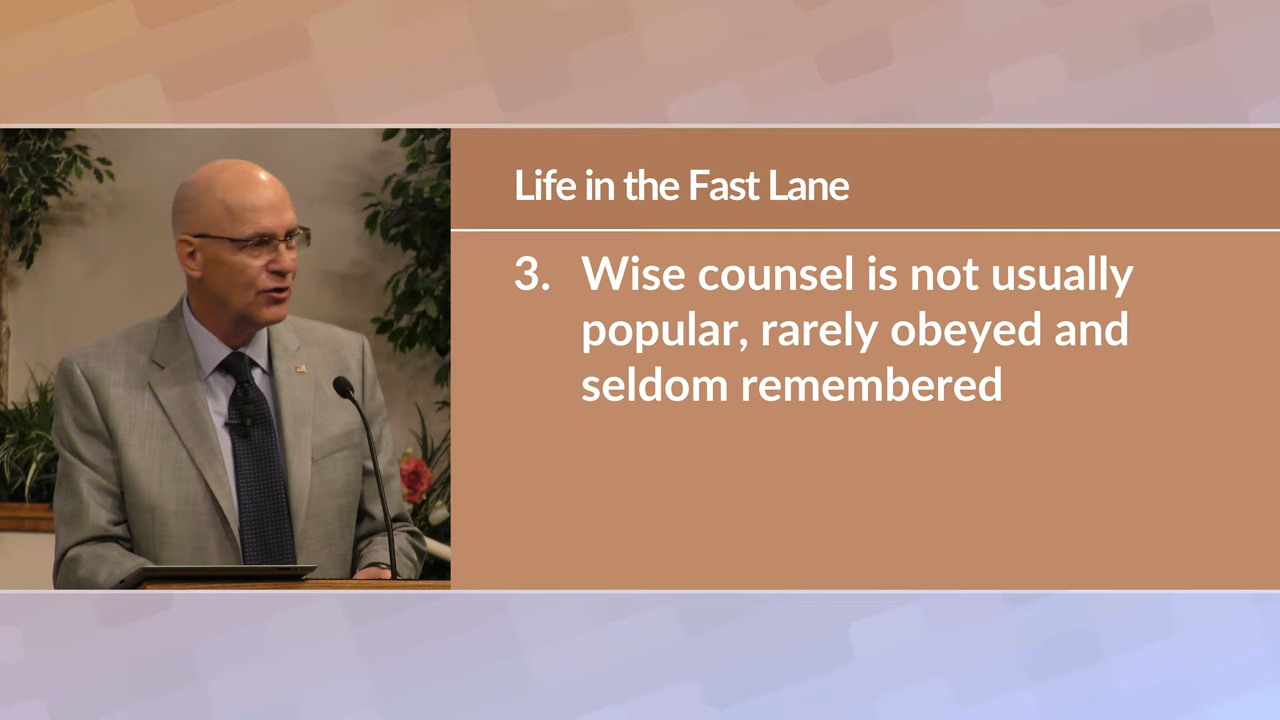 Life in the Fast Lane
3. Wise counsel is not usually
popular, rarely obeyed and
seldom remembered